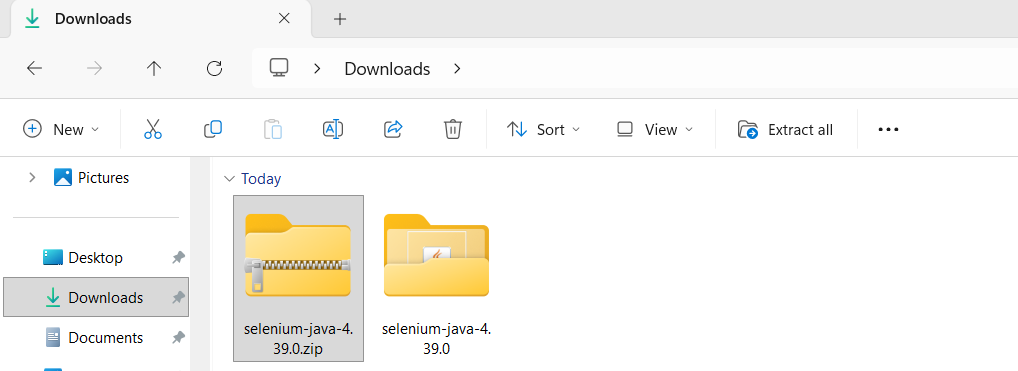 Downloads
Downloads
New
Sort
View
Extract all
Pictures
Today
Desktop
Downloads
Documents
selenium-java-4.
39.0.zip
selenium-java-4.
39.0